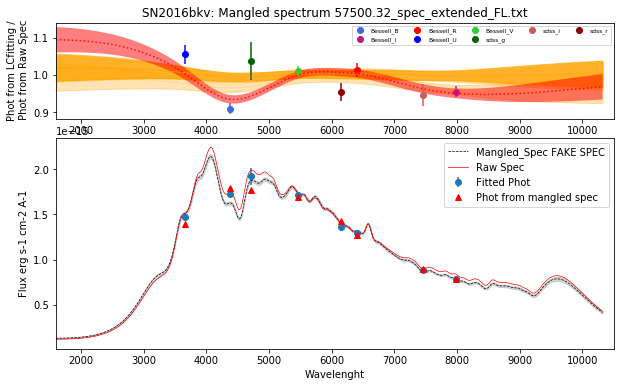 SN2016bkv: Mangled spectrum 57500.32_spec_extended_FL.txt
Phot from LCfitting /
Phot from Raw Spec
1.1
1.0
0.9
Bessell_B
Bessell_I
Bessell_R
Bessell_U
Bessell_V
sdss_g
sdss_i
sdss_r
2000 3000 4000 5000 6000 7000 8000 9000 10000
Flux erg s-1 cm-2 A-1
2.0
1.5
1.0
0.5
Mangled_Spec FAKE SPEC
Raw Spec
Fitted Phot
Phot from mangled spec
2000 3000 4000 5000 6000 7000 8000 9000 10000
Wavelenght